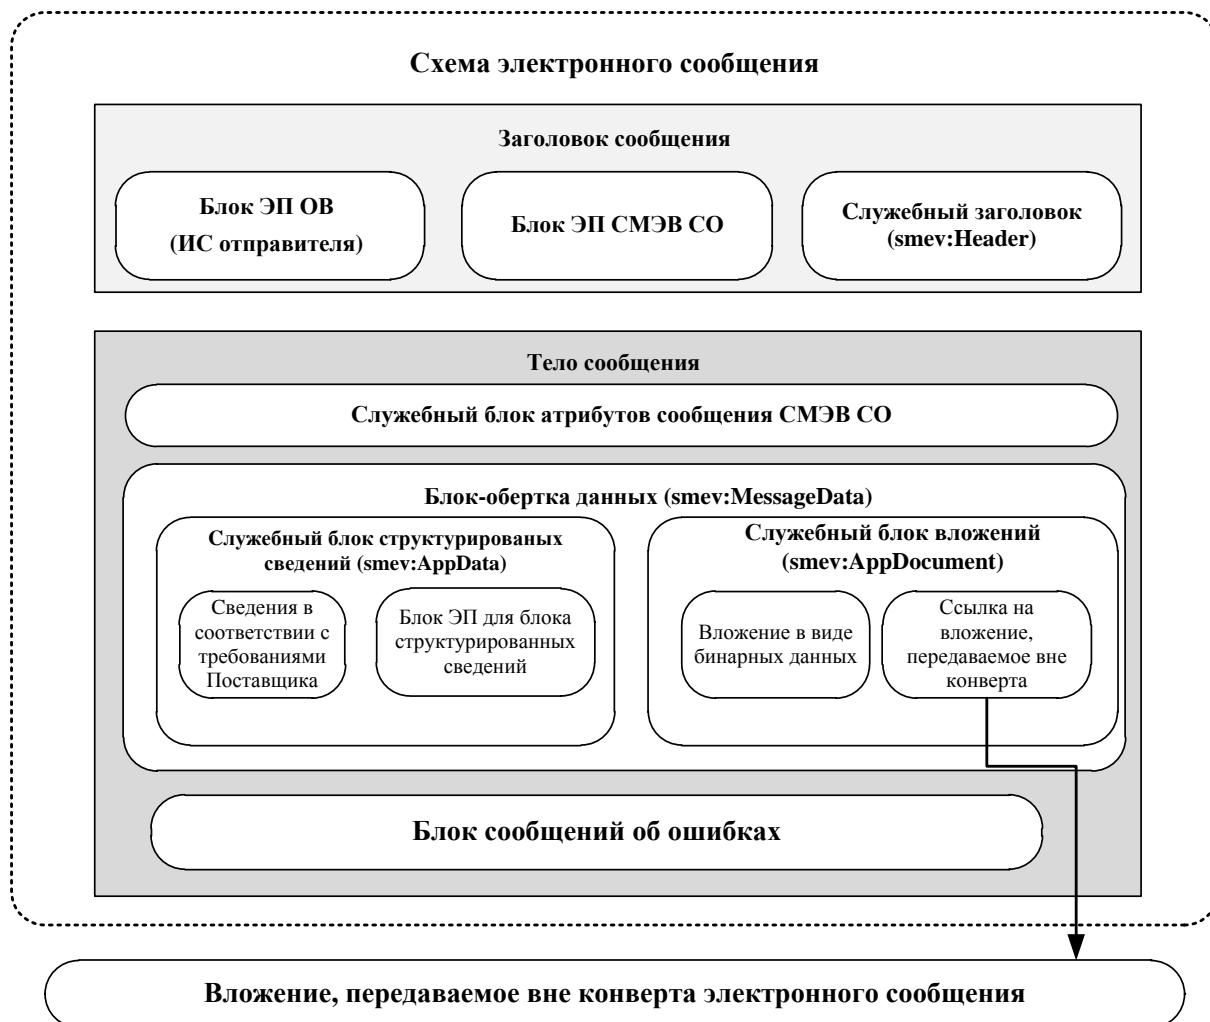 Схема электронного сообщения
Заголовок сообщения
Блок ЭП ОВ
(ИС отправителя)
Блок ЭП СМЭВ СО
Служебный заголовок
(smev:Header)
Тело сообщения
Служебный блок атрибутов сообщения СМЭВ СО
Блок-обертка данных (smev:MessageData)
Служебный блок структурированых
сведений (smev:AppData)
Сведения в
соответствии с
требованиями
Поставщика
Блок ЭП для блока
структурированных
сведений
Служебный блок вложений
(smev:AppDocument)
Вложение в виде
бинарных данных
Ссылка на
вложение,
передаваемое вне
конверта
Блок сообщений об ошибках
Вложение, передаваемое вне конверта электронного сообщения